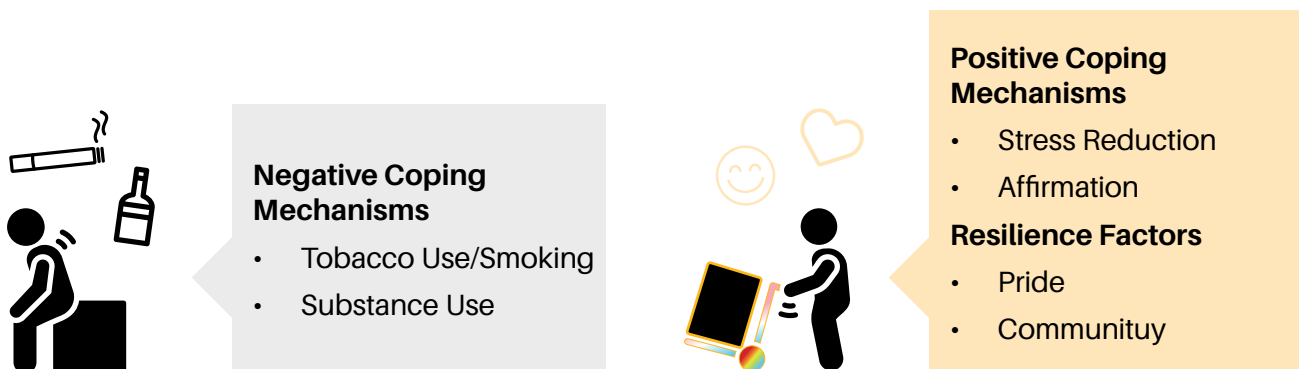 Negative Coping
Mechanisms
• Tobacco Use/Smoking
• Substance Use
Positive Coping
Mechanisms
• Stress Reduction
• Affirmation
Resilience Factors
• Pride
• Communituy